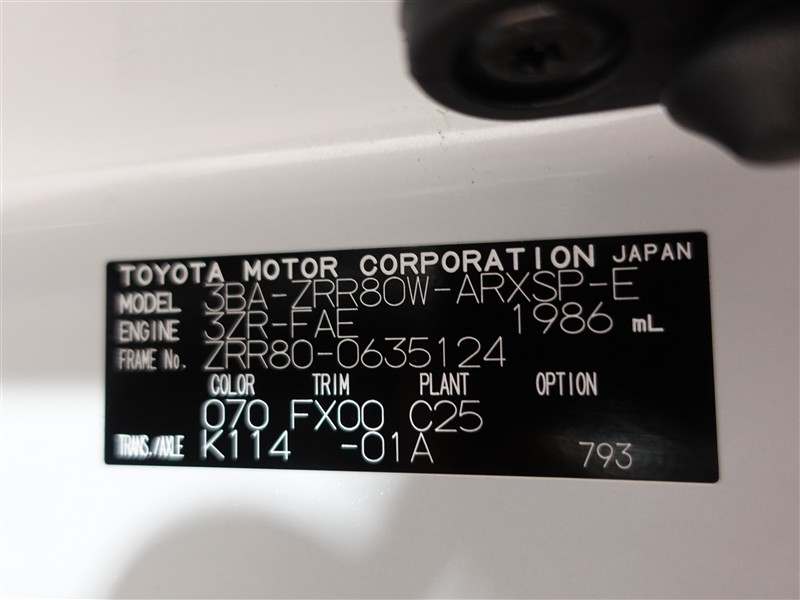 TOYOTA MOTOR CORPORATION JAPAN
MODEL 3BA-ZRR80W-ARXSP-E
ENGINE 3ZR-FAE 1986 mL
FRAME No. ZRR80-0635124
COLOR TRIM PLANT OPTION
070 FX00 C25
TRANS./AXLE K114 -01A 793